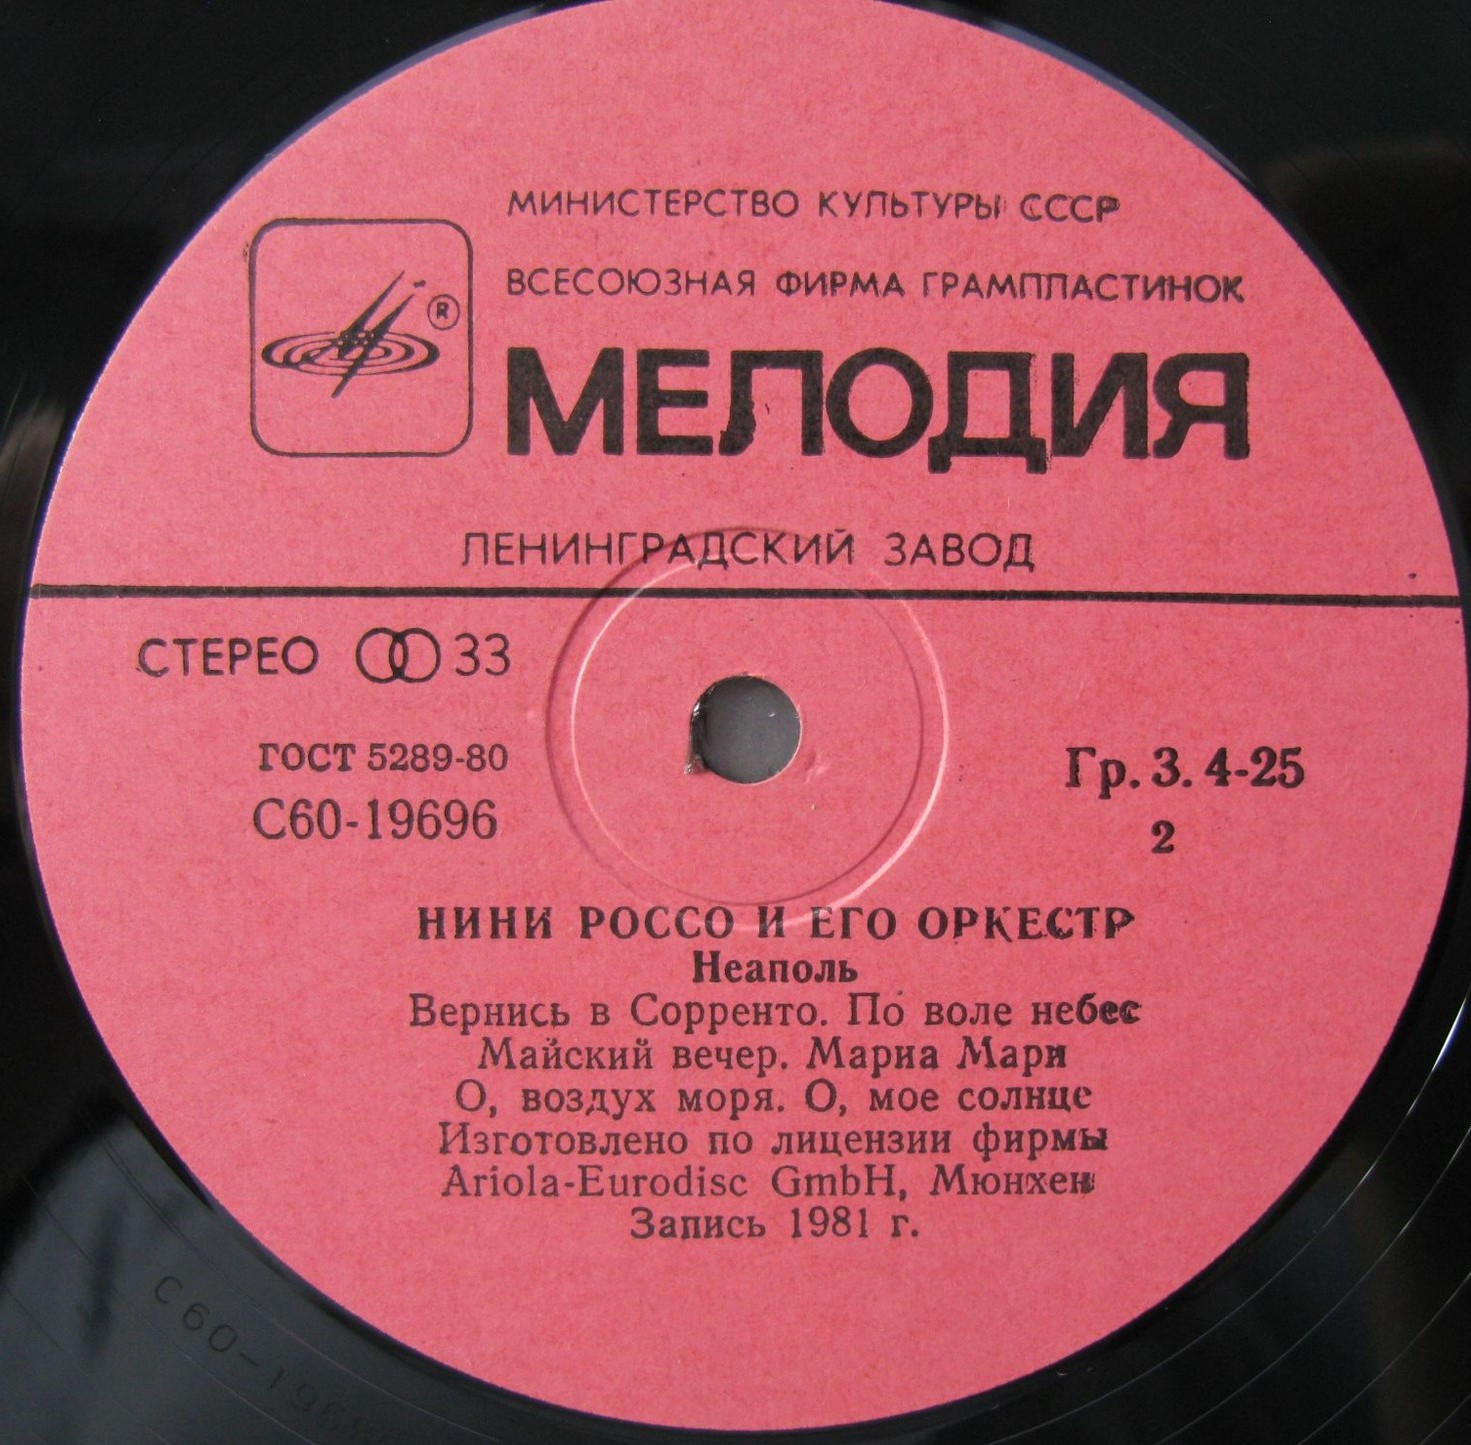 МИНИСТЕРСТВО КУЛЬТУРЫ СССР
ВСЕСОЮЗНАЯ ФИРМА ГРАМПЛАСТИНОК
®
МЕЛОДИЯ
ЛЕНИНГРАДСКИЙ ЗАВОД
СТЕРЕО 33
ГОСТ 5289-80
С60-19696
Гр. 3. 4-25
2
НИНИ РОССО И ЕГО ОРКЕСТР
Неаполь
Вернись в Сорренто. По воле небес
Майский вечер. Мариа Мари
О, воздух моря. О, мое солнце
Изготовлено по лицензии фирмы
Ariola-Eurodisc GmbH, Мюнхен
Запись 1981 г.